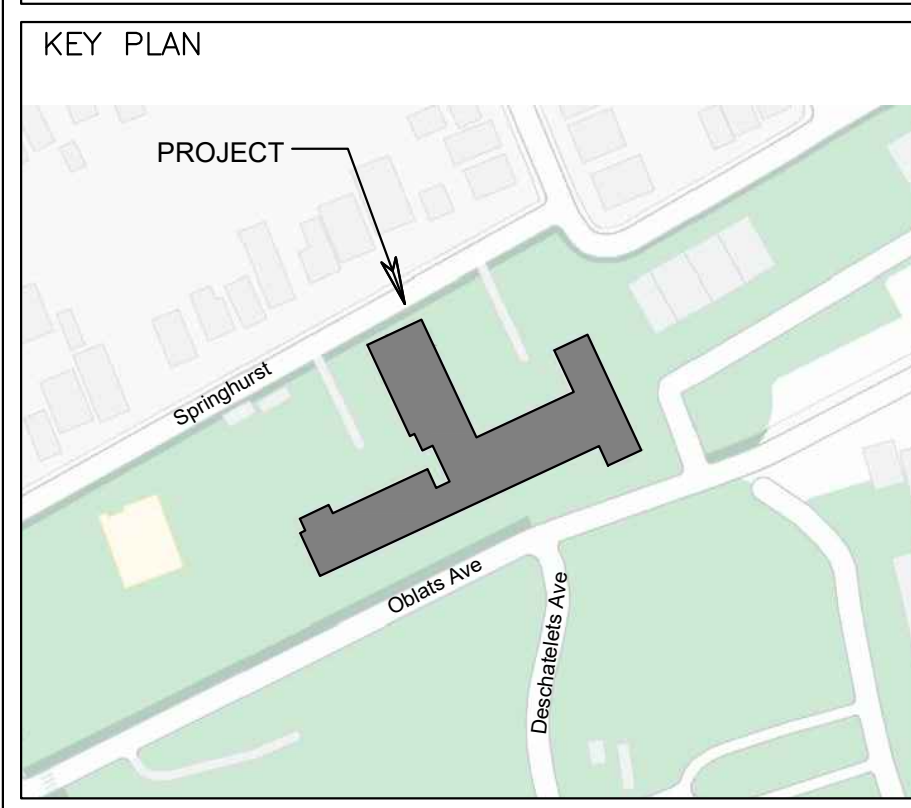 KEY PLAN
PROJECT
Springhurst
Oblats Ave
Deschatelets Ave